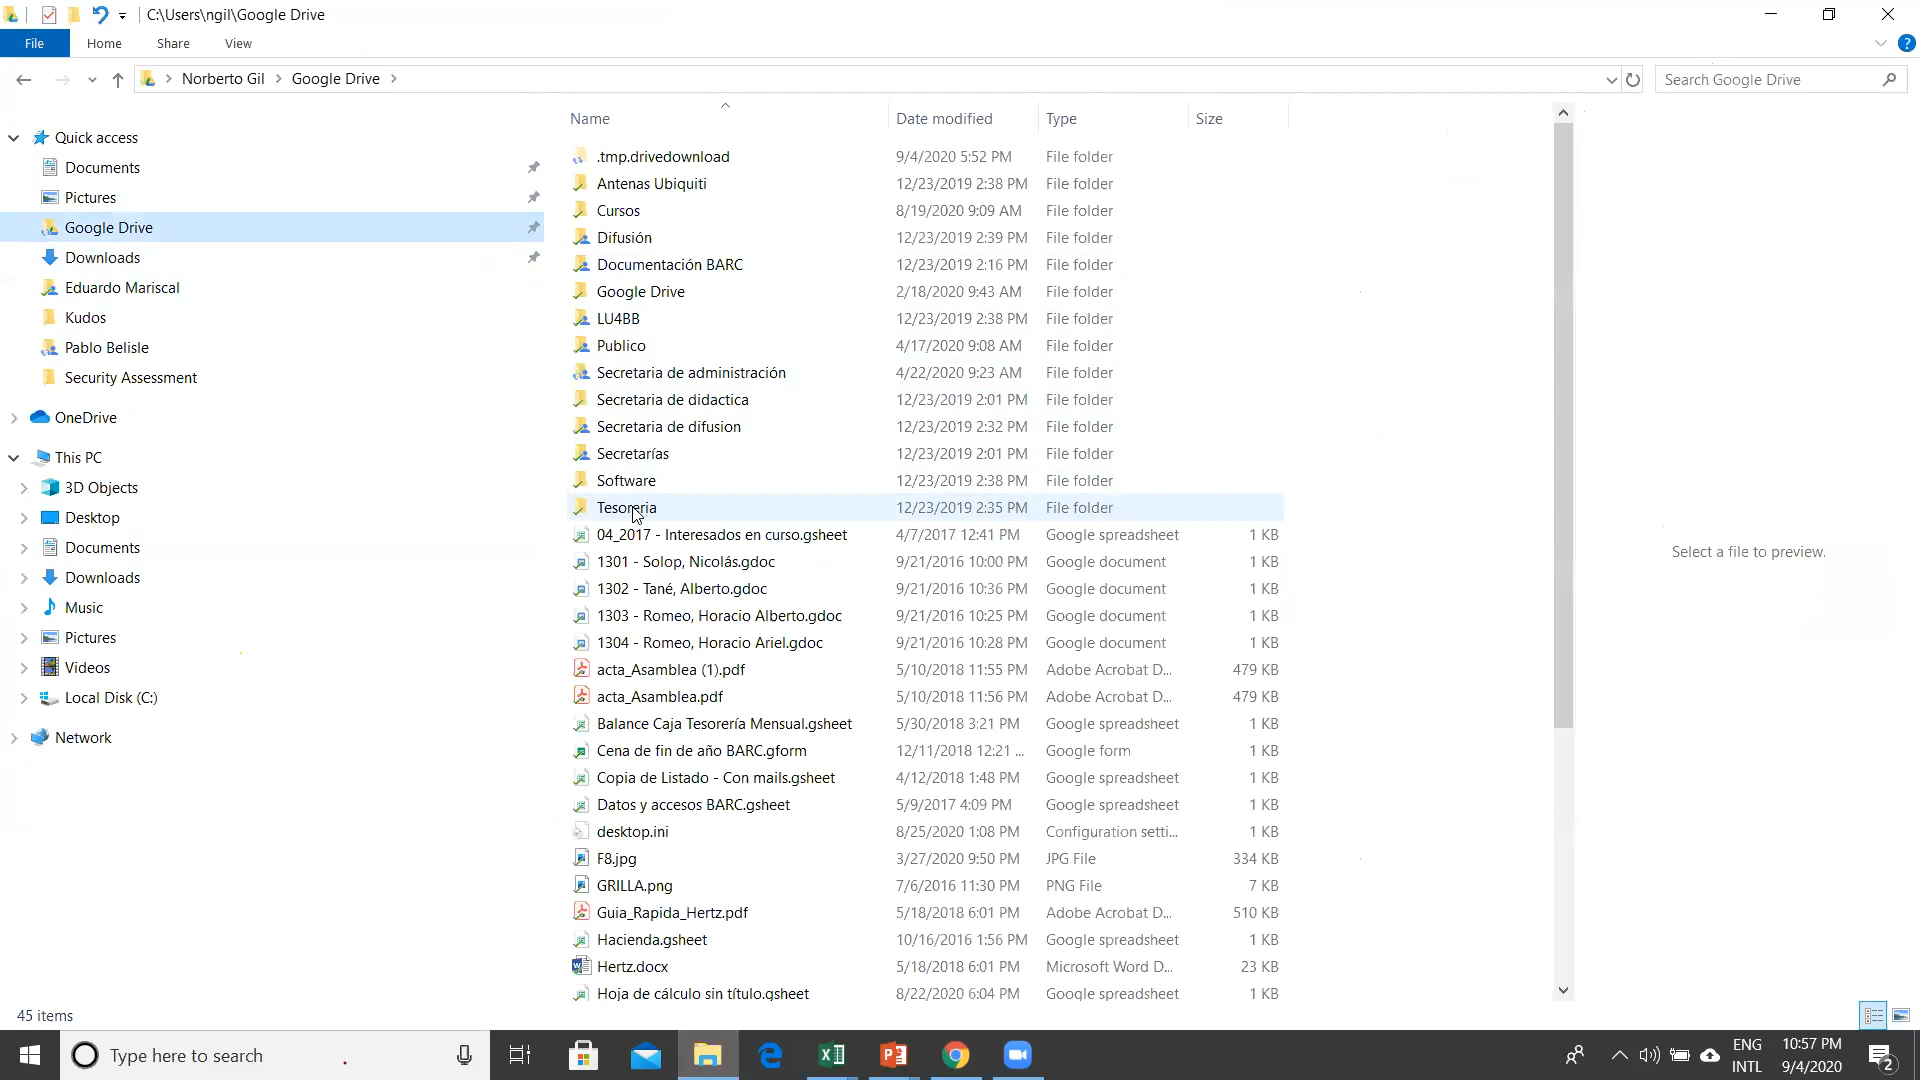 C:\Users\ngil\Google Drive
File Home Share View
Norberto Gil Google Drive Search Google Drive
Name Date modified Type Size
Quick access
Documents
Pictures
Google Drive
Downloads
Eduardo Mariscal
Kudos
Pablo Belisle
Security Assessment
OneDrive
This PC
3D Objects
Desktop
Documents
Downloads
Music
Pictures
Videos
Local Disk (C:)
Network
.tmp.drivedownload 9/4/2020 5:52 PM File folder
Antenas Ubiquiti 12/23/2019 2:38 PM File folder
Cursos 8/19/2020 9:09 AM File folder
Difusión 12/23/2019 2:39 PM File folder
Documentación BARC 12/23/2019 2:16 PM File folder
Google Drive 2/18/2020 9:43 AM File folder
LU4BB 12/23/2019 2:38 PM File folder
Publico 4/17/2020 9:08 AM File folder
Secretaria de administración 4/22/2020 9:23 AM File folder
Secretaria de didactica 12/23/2019 2:01 PM File folder
Secretaria de difusion 12/23/2019 2:32 PM File folder
Secretarías 12/23/2019 2:01 PM File folder
Software 12/23/2019 2:38 PM File folder
Tesoreria 12/23/2019 2:35 PM File folder
04_2017 - Interesados en curso.gsheet 4/7/2017 12:41 PM Google spreadsheet 1 KB
1301 - Solop, Nicolás.gdoc 9/21/2016 10:00 PM Google document 1 KB
1302 - Tané, Alberto.gdoc 9/21/2016 10:36 PM Google document 1 KB
1303 - Romeo, Horacio Alberto.gdoc 9/21/2016 10:25 PM Google document 1 KB
1304 - Romeo, Horacio Ariel.gdoc 9/21/2016 10:28 PM Google document 1 KB
acta_Asamblea (1).pdf 5/10/2018 11:55 PM Adobe Acrobat D... 479 KB
acta_Asamblea.pdf 5/10/2018 11:56 PM Adobe Acrobat D... 479 KB
Balance Caja Tesorería Mensual.gsheet 5/30/2018 3:21 PM Google spreadsheet 1 KB
Cena de fin de año BARC.gform 12/11/2018 12:21 ... Google form 1 KB
Copia de Listado - Con mails.gsheet 4/12/2018 1:48 PM Google spreadsheet 1 KB
Datos y accesos BARC.gsheet 5/9/2017 4:09 PM Google spreadsheet 1 KB
desktop.ini 8/25/2020 1:08 PM Configuration setti... 1 KB
F8.jpg 3/27/2020 9:50 PM JPG File 334 KB
GRILLA.png 7/6/2016 11:30 PM PNG File 7 KB
Guia_Rapida_Hertz.pdf 5/18/2018 6:01 PM Adobe Acrobat D... 510 KB
Hacienda.gsheet 10/16/2016 1:56 PM Google spreadsheet 1 KB
Hertz.docx 5/18/2018 6:01 PM Microsoft Word D... 23 KB
Hoja de cálculo sin título.gsheet 8/22/2020 6:04 PM Google spreadsheet 1 KB
Select a file to preview.
45 items
Type here to search
ENG
INTL
10:57 PM
9/4/2020
2